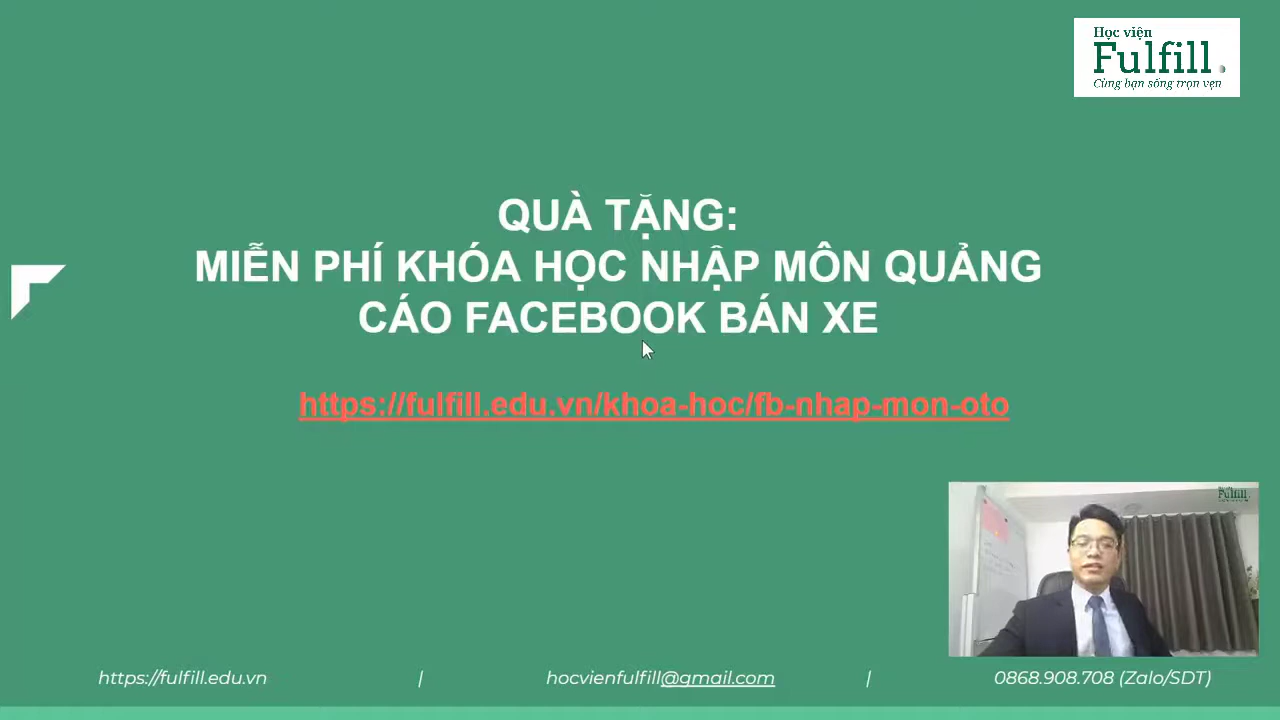 Học viện
Fulfill.
Cùng bạn sống trọn vẹn
QUÀ TẶNG:
MIỄN PHÍ KHÓA HỌC NHẬP MÔN QUẢNG
CÁO FACEBOOK BÁN XE
https://fulfill.edu.vn/khoa-hoc/fb-nhap-mon-oto
Fulfill.
https://fulfill.edu.vn | hocvienfulfill@gmail.com | 0868.908.708 (Zalo/SDT)